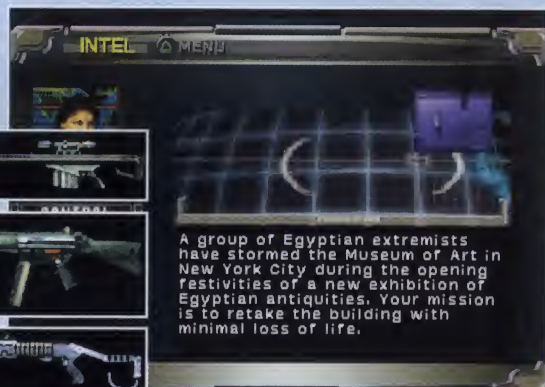 INTEL MENU
CONTROL
A group of Egyptian extremists
have stormed the Museum of Art in
New York City during the opening
festivities of a new exhibition of
Egyptian antiquities. Your mission
is to retake the building with
minimal loss of life.